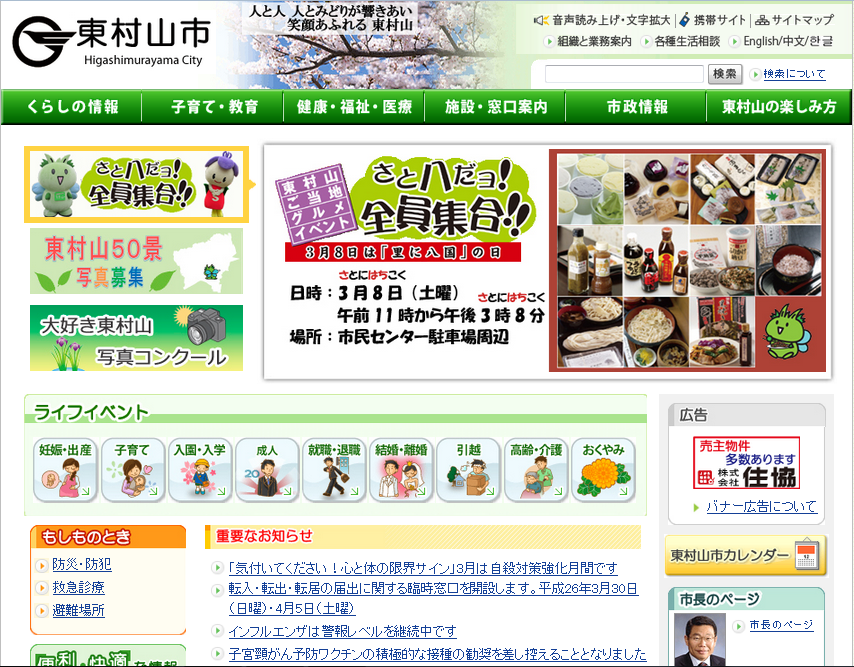 東村山市
Higashimurayama City
人と人 人とみどりが響きあい
笑顔あふれる 東村山
音声読み上げ・文字拡大
携帯サイト
サイトマップ
組織と業務案内
各種生活相談
English/中文/한글
検索
検索について
くらしの情報
子育て・教育
健康・福祉・医療
施設・窓口案内
市政情報
東村山の楽しみ方
さと八だョ!
全員集合!!
東村山50景
写真募集
大好き東村山
写真コンクール
東村山
ご当地
グルメ
イベント
さと八だョ!
全員集合!!
3月8日は「里に八国」の日
さとにはちこく
日時:3月8日(土曜)
さとにはちこく
午前11時から午後3時8分
場所:市民センター駐車場周辺
ライフイベント
妊娠・出産
子育て
入園・入学
成人
20
就職・退職
結婚・離婚
引越
高齢・介護
おくやみ
広告
売主物件
多数あります
株式
会社
住協
バナー広告について
もしものとき
防災・防犯
救急診療
避難場所
重要なお知らせ
「気付いてください!心と体の限界サイン」3月は自殺対策強化月間です
転入・転出・転居の届出に関する臨時窓口を開設します。平成26年3月30日
(日曜)・4月5日(土曜)
インフルエンザは警報レベルを継続中です
子宮頸がん予防ワクチンの積極的な接種の勧奨を差し控えることとなりました
東村山市カレンダー
市長のページ
市長のページ
便利・快適な情報